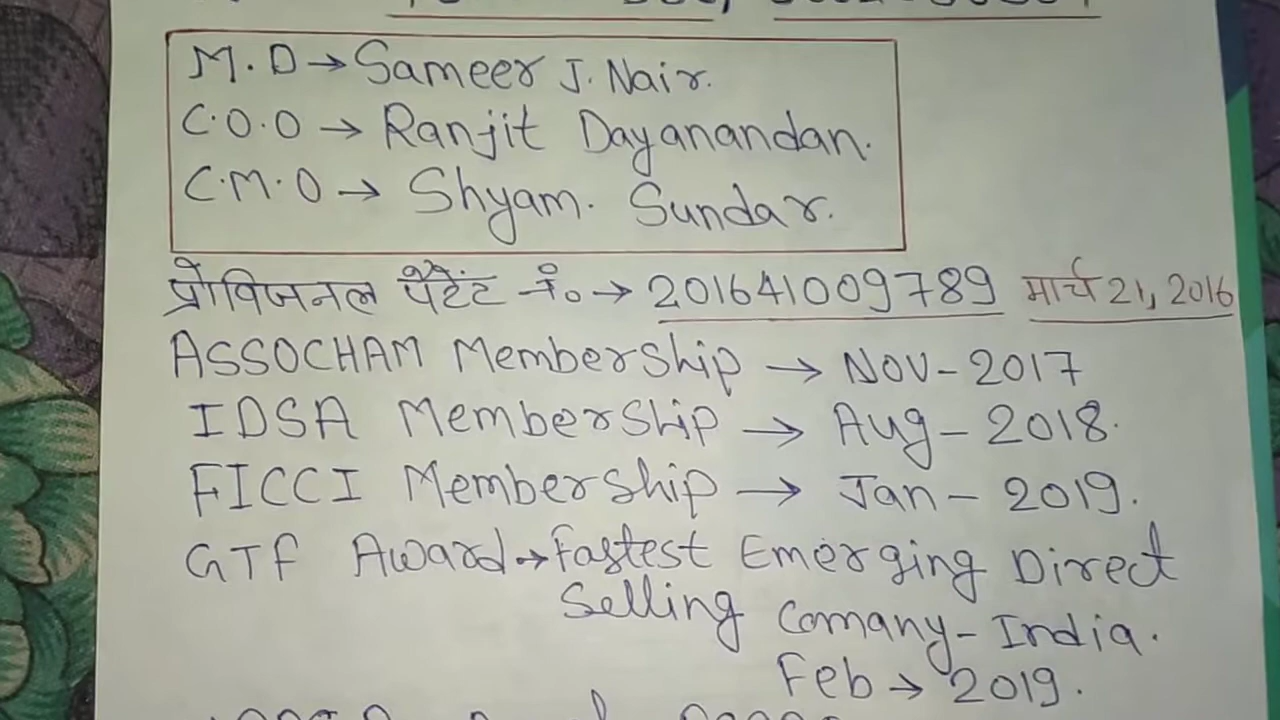 M.D → Sameer J. Nair.
C.O.O → Ranjit Dayanandan.
C.M.O → Shyam. Sundar.
प्रोविजनल पेटेंट नं० → 201641009789 मार्च 21, 2016
ASSOCHAM Membership → Nov-2017
IDSA Membership → Aug-2018.
FICCI Membership → Jan-2019.
GTF Award → Fastest Emerging Direct
Selling Comany-India.
Feb → 2019.